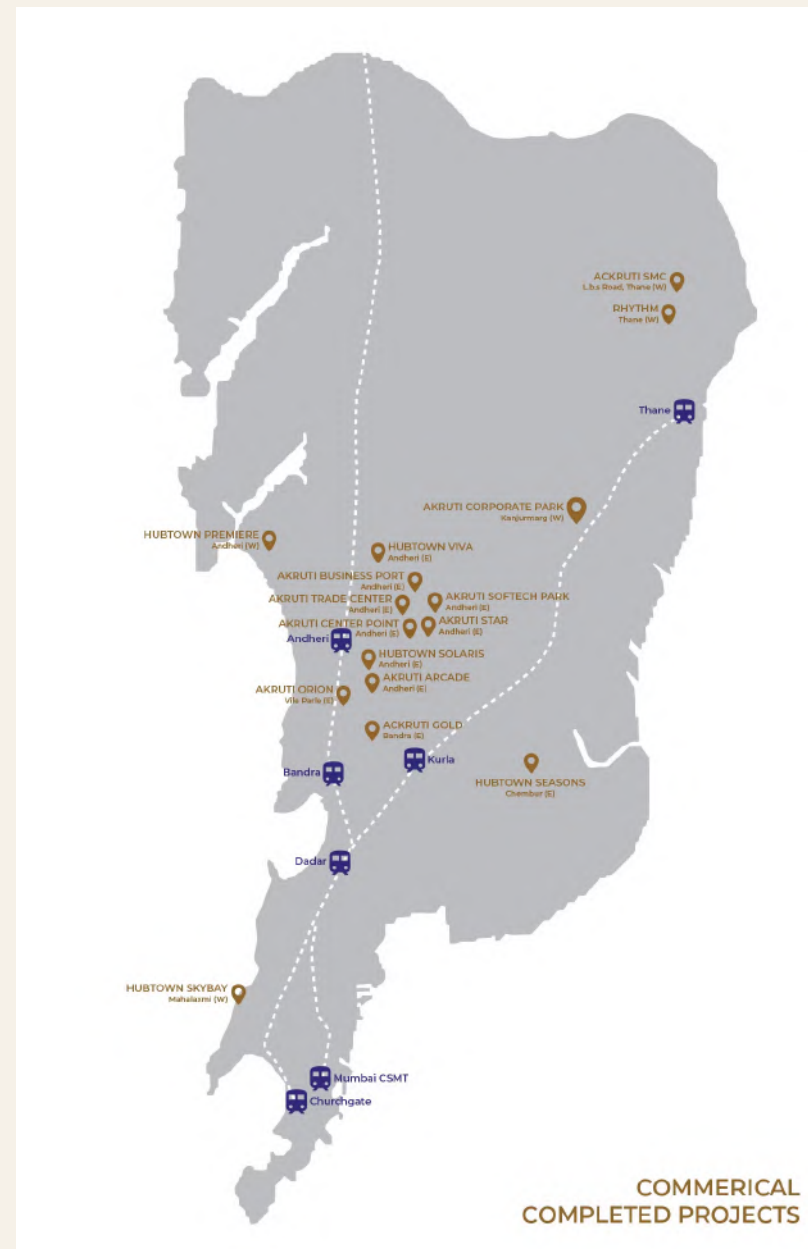 ACKRUTI SMC
L.b.s Road, Thane (W)
RHYTHM
Thane (W)
Thane
AKRUTI CORPORATE PARK
Kanjurmarg (W)
HUBTOWN PREMIERE
Andheri (W)
HUBTOWN VIVA
Andheri (E)
AKRUTI BUSINESS PORT
Andheri (E)
AKRUTI TRADE CENTER
Andheri (E)
AKRUTI SOFTECH PARK
Andheri (E)
AKRUTI CENTER POINT
Andheri (E)
AKRUTI STAR
Andheri (E)
Andheri
HUBTOWN SOLARIS
Andheri (E)
AKRUTI ARCADE
Andheri (E)
AKRUTI ORION
Vile Parle (E)
ACKRUTI GOLD
Bandra (E)
Kurla
Bandra
HUBTOWN SEASONS
Chembur (E)
Dadar
HUBTOWN SKYBAY
Mahalaxmi (W)
Mumbai CSMT
Churchgate
COMMERICAL
COMPLETED PROJECTS